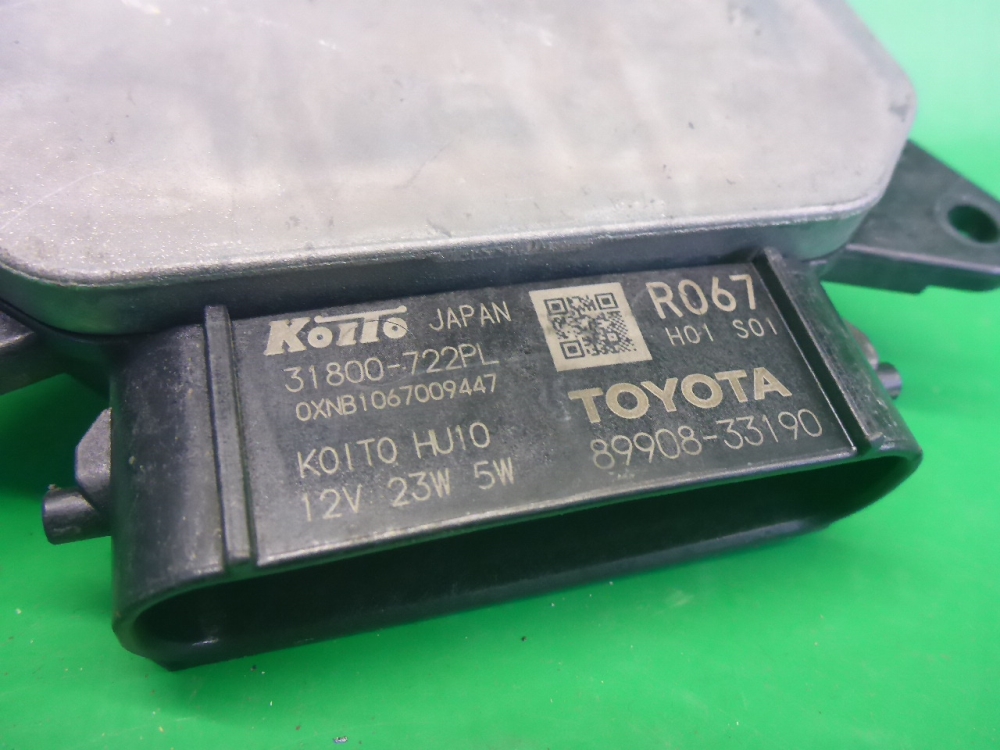 KOITO JAPAN
31800-722PL
0XNB1067009447
KOITO HU10
12V 23W 5W
R067
H01 S01
TOYOTA
89908-33190